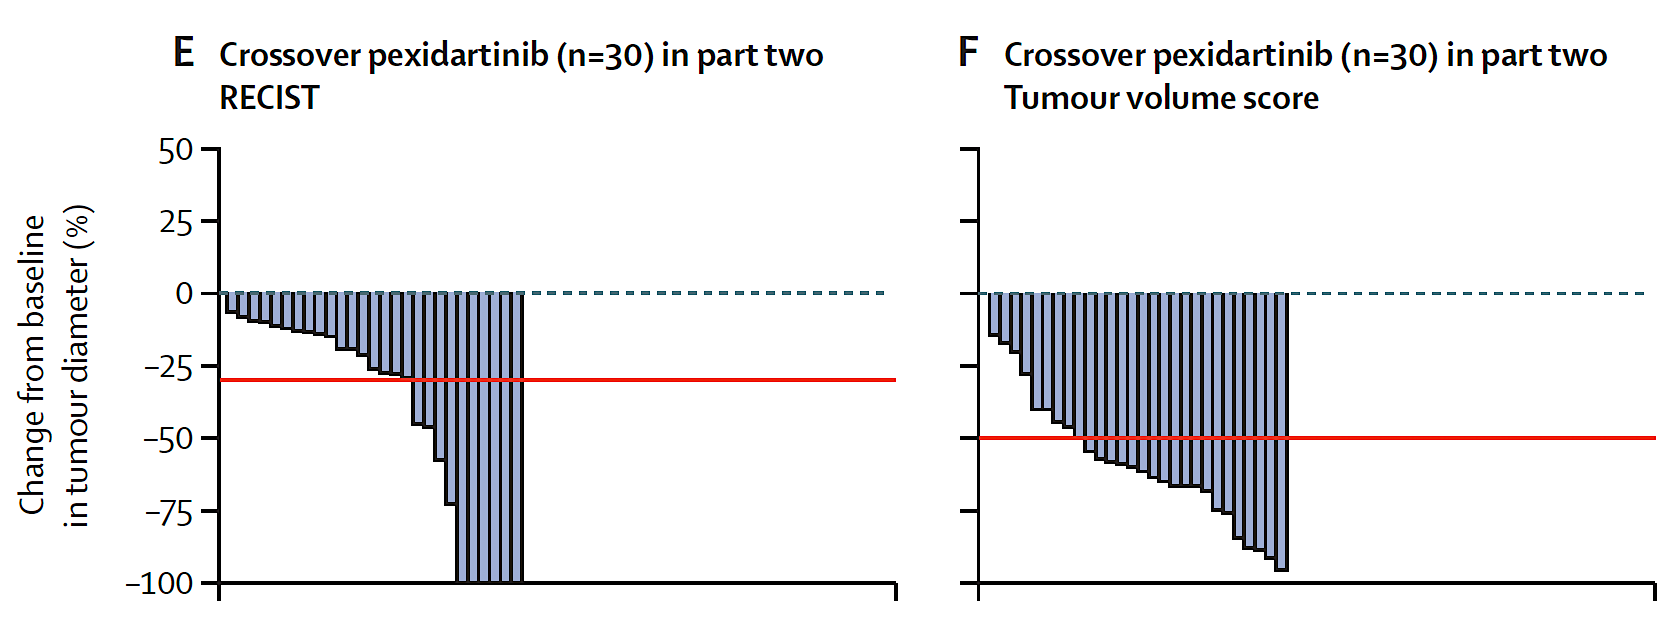 E Crossover pexidartinib (n=30) in part two
RECIST
F Crossover pexidartinib (n=30) in part two
Tumour volume score
Change from baseline
in tumour diameter (%)
50
25
0
–25
–50
–75
–100